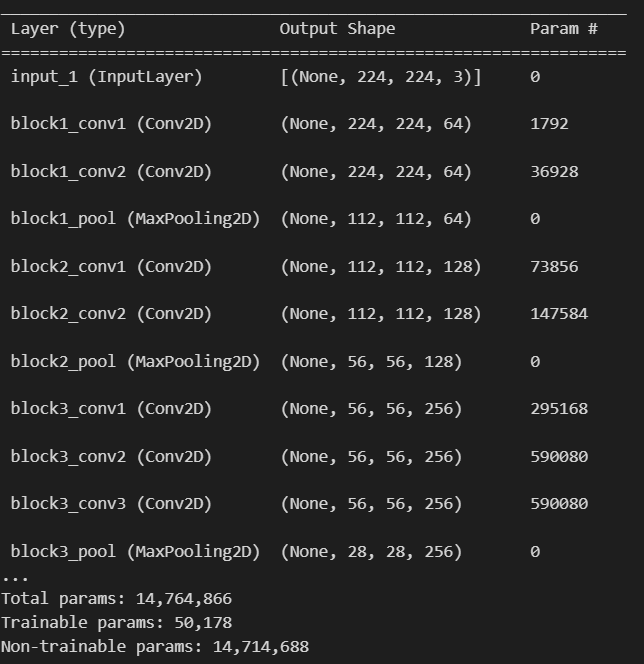 Layer (type) Output Shape Param #
input_1 (InputLayer) [(None, 224, 224, 3)] 0
block1_conv1 (Conv2D) (None, 224, 224, 64) 1792
block1_conv2 (Conv2D) (None, 224, 224, 64) 36928
block1_pool (MaxPooling2D) (None, 112, 112, 64) 0
block2_conv1 (Conv2D) (None, 112, 112, 128) 73856
block2_conv2 (Conv2D) (None, 112, 112, 128) 147584
block2_pool (MaxPooling2D) (None, 56, 56, 128) 0
block3_conv1 (Conv2D) (None, 56, 56, 256) 295168
block3_conv2 (Conv2D) (None, 56, 56, 256) 590080
block3_conv3 (Conv2D) (None, 56, 56, 256) 590080
block3_pool (MaxPooling2D) (None, 28, 28, 256) 0
...
Total params: 14,764,866
Trainable params: 50,178
Non-trainable params: 14,714,688